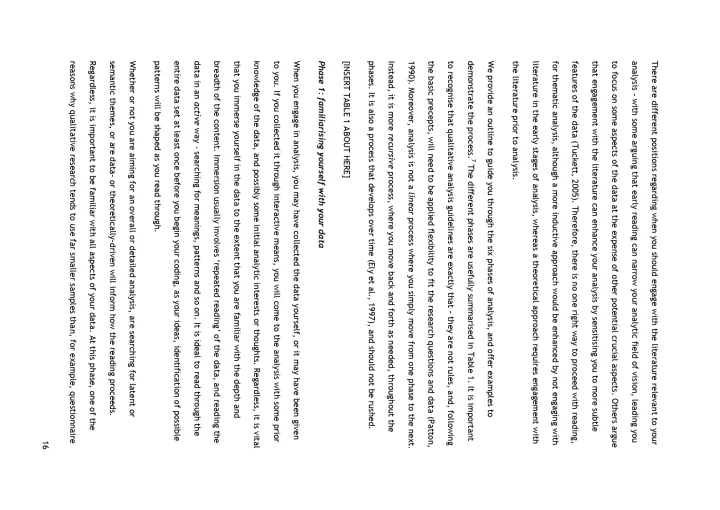 There are different positions regarding when you should engage with the literature relevant to your
analysis - with some arguing that early reading can narrow your analytic field of vision, leading you
to focus on some aspects of the data at the expense of other potential crucial aspects. Others argue
that engagement with the literature can enhance your analysis by sensitising you to more subtle
features of the data (Tuckett, 2005). Therefore, there is no one right way to proceed with reading,
for thematic analysis, although a more inductive approach would be enhanced by not engaging with
literature in the early stages of analysis, whereas a theoretical approach requires engagement with
the literature prior to analysis.
We provide an outline to guide you through the six phases of analysis, and offer examples to
demonstrate the process.7 The different phases are usefully summarised in Table 1. It is important
to recognise that qualitative analysis guidelines are exactly that - they are not rules, and, following
the basic precepts, will need to be applied flexibility to fit the research questions and data (Patton,
1990). Moreover, analysis is not a linear process where you simply move from one phase to the next.
Instead, it is more recursive process, where you move back and forth as needed, throughout the
phases. It is also a process that develops over time (Ely et al., 1997), and should not be rushed.
[INSERT TABLE 1 ABOUT HERE]
Phase 1: familiarising yourself with your data
When you engage in analysis, you may have collected the data yourself, or it may have been given
to you. If you collected it through interactive means, you will come to the analysis with some prior
knowledge of the data, and possibly some initial analytic interests or thoughts. Regardless, it is vital
that you immerse yourself in the data to the extent that you are familiar with the depth and
breadth of the content. Immersion usually involves 'repeated reading' of the data, and reading the
data in an active way - searching for meanings, patterns and so on. It is ideal to read through the
entire data set at least once before you begin your coding, as your ideas, identification of possible
patterns will be shaped as you read through.
Whether or not you are aiming for an overall or detailed analysis, are searching for latent or
semantic themes, or are data- or theoretically-driven will inform how the reading proceeds.
Regardless, it is important to be familiar with all aspects of your data. At this phase, one of the
reasons why qualitative research tends to use far smaller samples than, for example, questionnaire
16